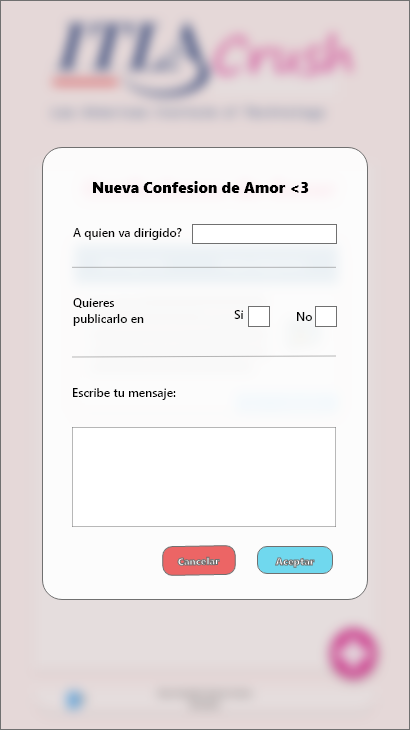 ITLA Crush
Nueva Confesion de Amor <3
A quien va dirigido?
Quieres
publicarlo en
Si
No
Escribe tu mensaje:
Cancelar
Aceptar